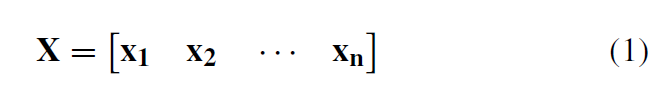 X = [x₁ x₂ ⋯ xₙ] (1)